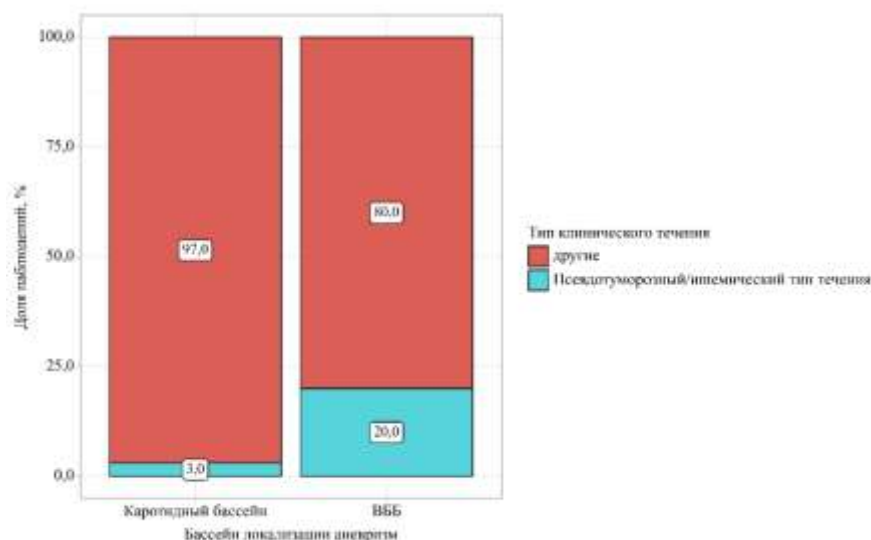 100,0
75,0
50,0
25,0
0,0
Доля наблюдений, %
97,0
3,0
80,0
20,0
Каротидный бассейн
ВББ
Бассейн локализации аневризм
Тип клинического течения
другие
Псевдотуморозный/ишемический тип течения